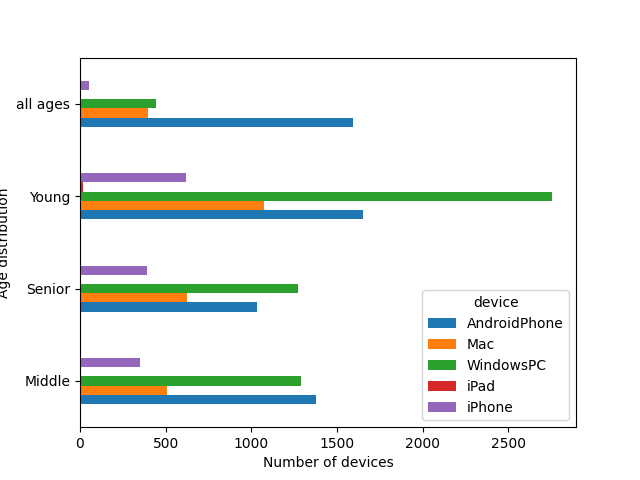 all ages
Young
Senior
Middle
Age distribution
0 500 1000 1500 2000 2500
Number of devices
device
AndroidPhone
Mac
WindowsPC
iPad
iPhone